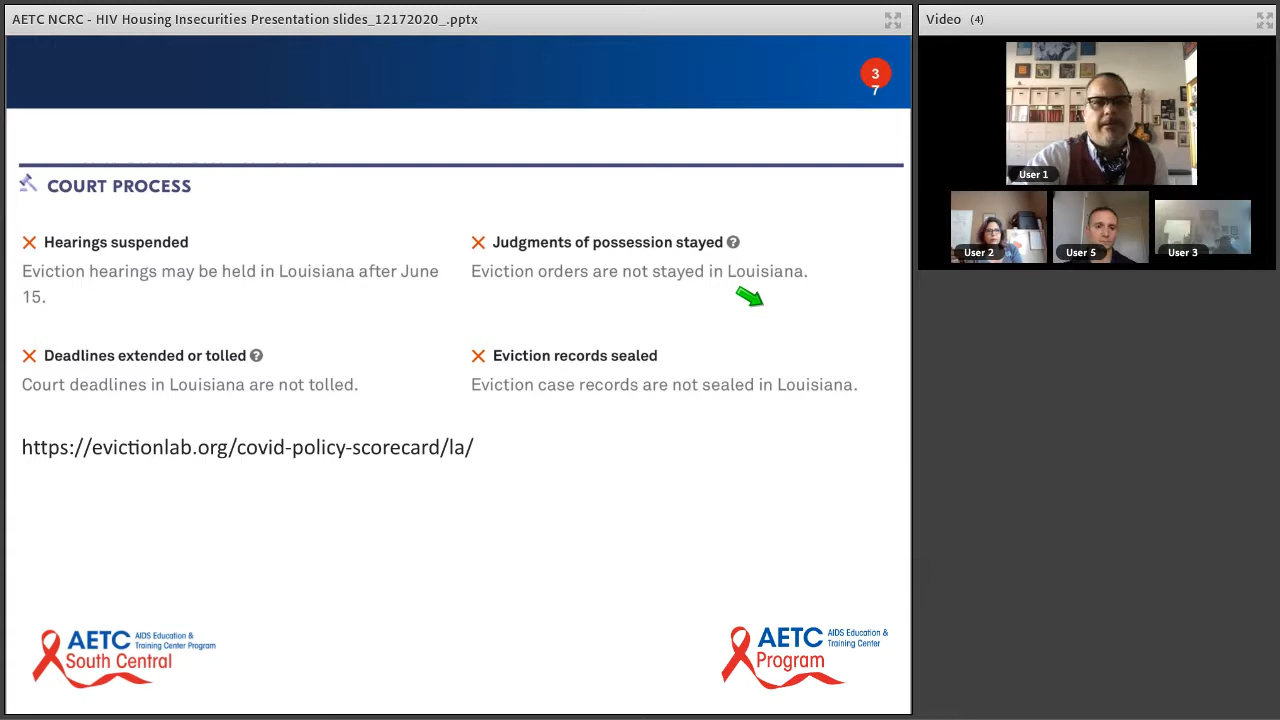 AETC NCRC - HIV Housing Insecurities Presentation slides_12172020_.pptx
3
7
COURT PROCESS
Hearings suspended
Eviction hearings may be held in Louisiana after June
15.
Judgments of possession stayed ?
Eviction orders are not stayed in Louisiana.
Deadlines extended or tolled ?
Court deadlines in Louisiana are not tolled.
Eviction records sealed
Eviction case records are not sealed in Louisiana.
https://evictionlab.org/covid-policy-scorecard/la/
AETC AIDS Education &
Training Center Program
South Central
AETC AIDS Education &
Training Center
Program
Video (4)
User 1
User 2
User 5
User 3